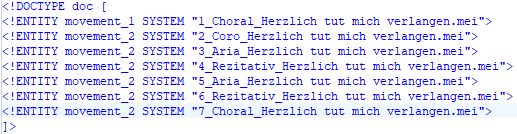 <!DOCTYPE doc [
<!ENTITY movement_1 SYSTEM "1_Choral_Herzlich tut mich verlangen.mei">
<!ENTITY movement_2 SYSTEM "2_Coro_Herzlich tut mich verlangen.mei">
<!ENTITY movement_2 SYSTEM "3_Aria_Herzlich tut mich verlangen.mei">
<!ENTITY movement_2 SYSTEM "4_Rezitativ_Herzlich tut mich verlangen.mei">
<!ENTITY movement_2 SYSTEM "5_Aria_Herzlich tut mich verlangen.mei">
<!ENTITY movement_2 SYSTEM "6_Rezitativ_Herzlich tut mich verlangen.mei">
<!ENTITY movement_2 SYSTEM "7_Choral_Herzlich tut mich verlangen.mei">
]>